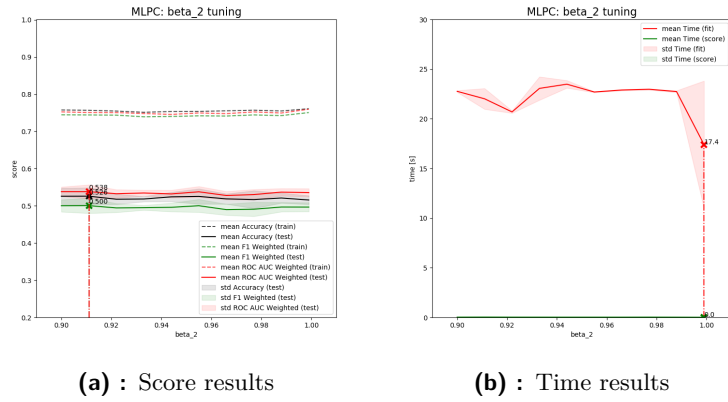 MLPC: beta_2 tuning
1.0
0.9
0.8
0.7
0.6
0.5
0.4
0.3
0.2
score
0.538
0.526
0.500
mean Accuracy (train)
mean Accuracy (test)
mean F1 Weighted (train)
mean F1 Weighted (test)
mean ROC AUC Weighted (train)
mean ROC AUC Weighted (test)
std Accuracy (test)
std F1 Weighted (test)
std ROC AUC Weighted (test)
0.90 0.92 0.94 0.96 0.98 1.00
beta_2
(a) : Score results
MLPC: beta_2 tuning
30
25
20
15
10
5
0
time [s]
mean Time (fit)
mean Time (score)
std Time (fit)
std Time (score)
17.4
0.0
0.90 0.92 0.94 0.96 0.98 1.00
beta_2
(b) : Time results